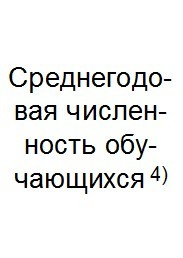 Среднегодо-
вая числен-
ность обу-
чающихся 4)